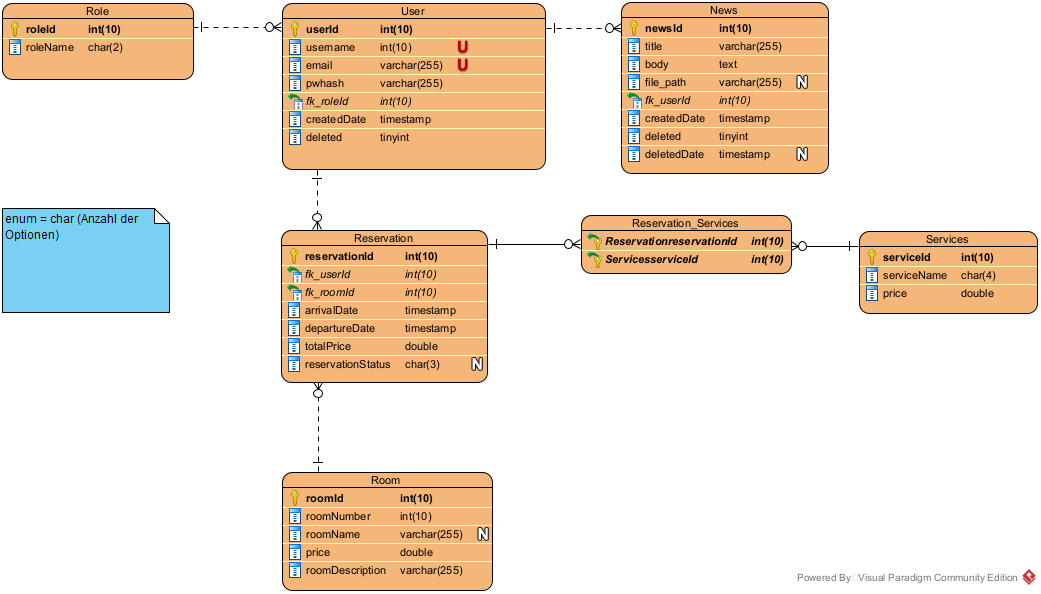 Role
roleId int(10)
roleName char(2)
User
userId int(10)
username int(10) U
email varchar(255) U
pwhash varchar(255)
fk_roleId int(10)
createdDate timestamp
deleted tinyint
News
newsId int(10)
title varchar(255)
body text
file_path varchar(255) N
fk_userId int(10)
createdDate timestamp
deleted tinyint
deletedDate timestamp N
enum = char (Anzahl der
Optionen)
Reservation
reservationId int(10)
fk_userId int(10)
fk_roomId int(10)
arrivalDate timestamp
departureDate timestamp
totalPrice double
reservationStatus char(3) N
Reservation_Services
ReservationreservationId int(10)
ServicesserviceId int(10)
Services
serviceId int(10)
serviceName char(4)
price double
Room
roomId int(10)
roomNumber int(10)
roomName varchar(255) N
price double
roomDescription varchar(255)
Powered By Visual Paradigm Community Edition